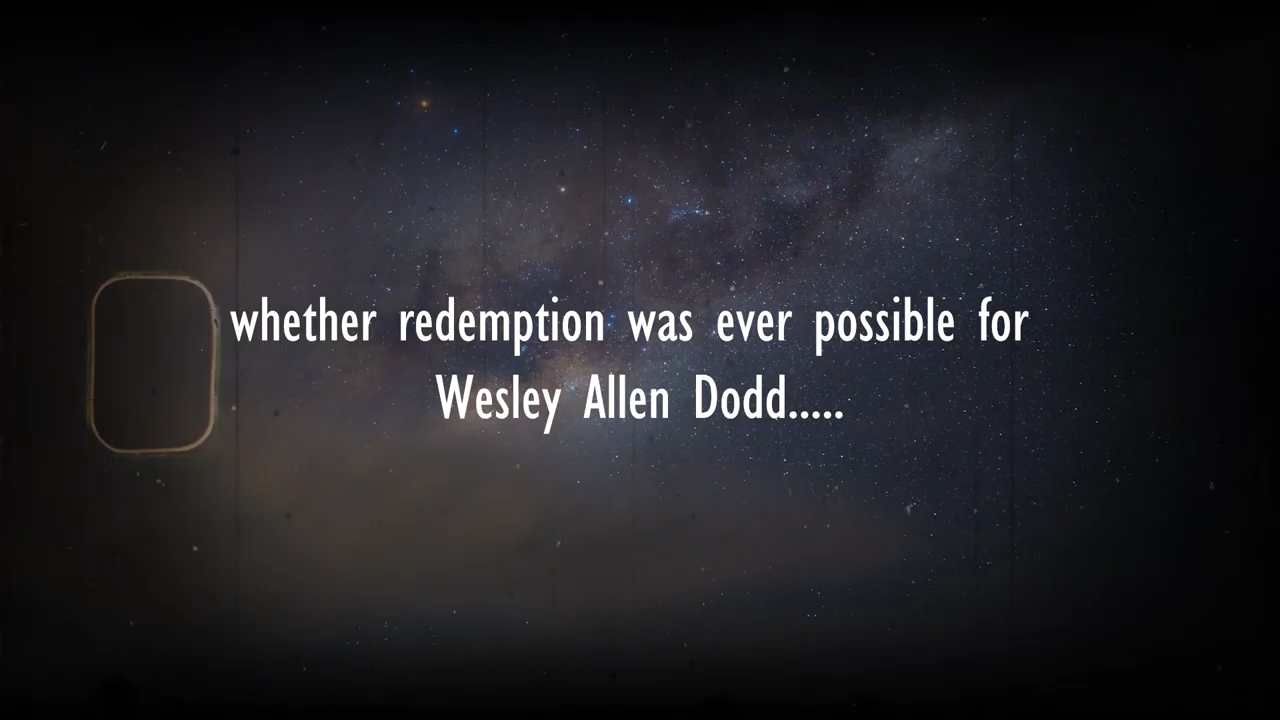 whether redemption was ever possible for
Wesley Allen Dodd.....